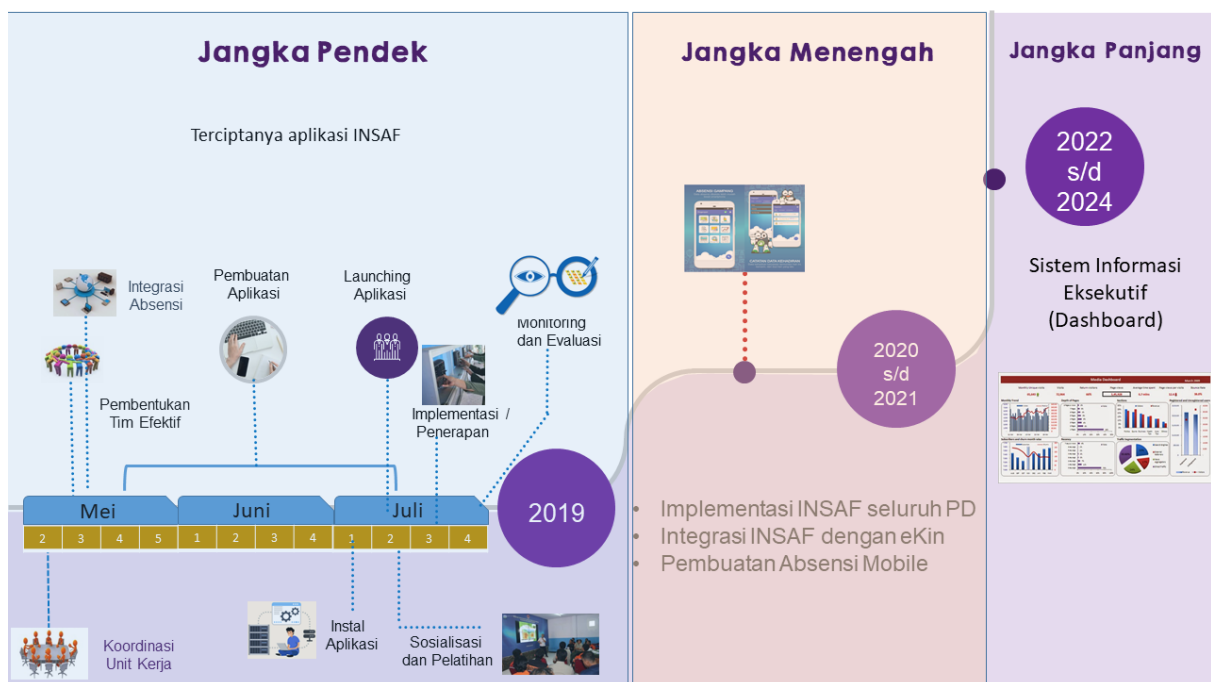 Jangka Pendek
Terciptanya aplikasi INSAF
Integrasi
Absensi
Pembentukan
Tim Efektif
Pembuatan
Aplikasi
Launching
Aplikasi
Implementasi /
Penerapan
Monitoring
dan Evaluasi
Mei
Juni
Juli
2 3 4 5 1 2 3 4 1 2 3 4
2019
Koordinasi
Unit Kerja
Instal
Aplikasi
Sosialisasi
dan Pelatihan
Jangka Menengah
2020
s/d
2021
• Implementasi INSAF seluruh PD
• Integrasi INSAF dengan eKin
• Pembuatan Absensi Mobile
Jangka Panjang
2022
s/d
2024
Sistem Informasi
Eksekutif
(Dashboard)
Media Dashboard